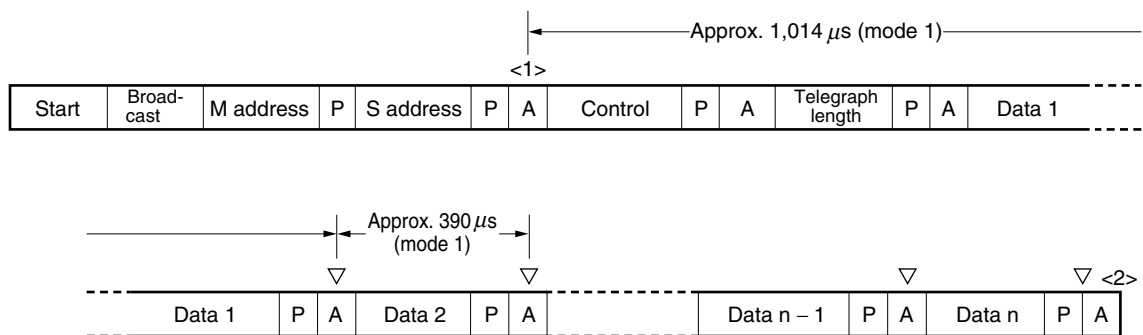 Approx. 1,014 μs (mode 1)
<1>
Start Broad- cast M address P S address P A Control P A Telegraph length P A Data 1
Approx. 390 μs
(mode 1)
<2>
Data 1 P A Data 2 P A Data n − 1 P A Data n P A